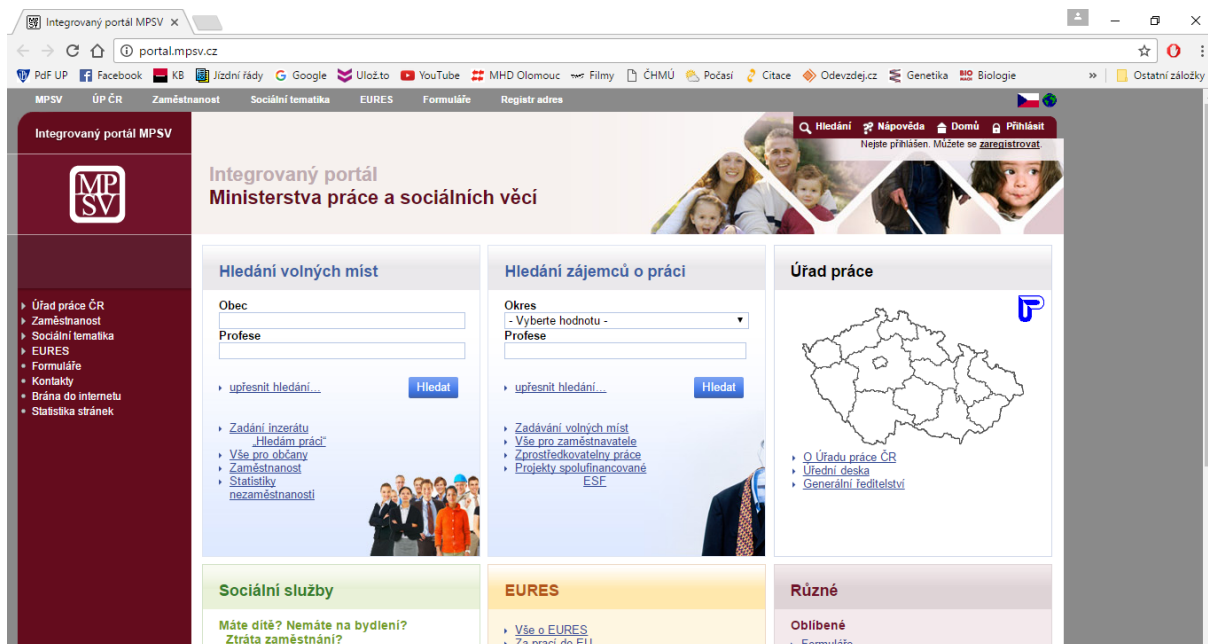 Integrovaný portál MPSV
portal.mpsv.cz
PdF UP Facebook KB Jízdní řády Google Ulož.to YouTube MHD Olomouc Filmy ČHMÚ Počasí Citace Odevzdej.cz Genetika Biologie » Ostatní záložky
MPSV ÚP ČR Zaměstnanost Sociální tematika EURES Formuláře Registr adres
Integrovaný portál MPSV
Hledání Nápověda Domů Přihlásit
Nejste přihlášen. Můžete se zaregistrovat.
MP
SV
Integrovaný portál
Ministerstva práce a sociálních věcí
Úřad práce ČR
Zaměstnanost
Sociální tematika
EURES
Formuláře
Kontakty
Brána do internetu
Statistika stránek
Hledání volných míst
Obec
Profese
upřesnit hledání...
Hledat
Zadání inzerátu
„Hledám práci"
Vše pro občany
Zaměstnanost
Statistiky
nezaměstnanosti
Hledání zájemců o práci
Okres
- Vyberte hodnotu -
Profese
upřesnit hledání...
Hledat
Zadávání volných míst
Vše pro zaměstnavatele
Zprostředkovatelny práce
Projekty spolufinancované
ESF
Úřad práce
O Úřadu práce ČR
Úřední deska
Generální ředitelství
Sociální služby
Máte dítě? Nemáte na bydlení?
Ztráta zaměstnání?
EURES
Vše o EURES
Za prací do EU
Různé
Oblíbené
Formuláře